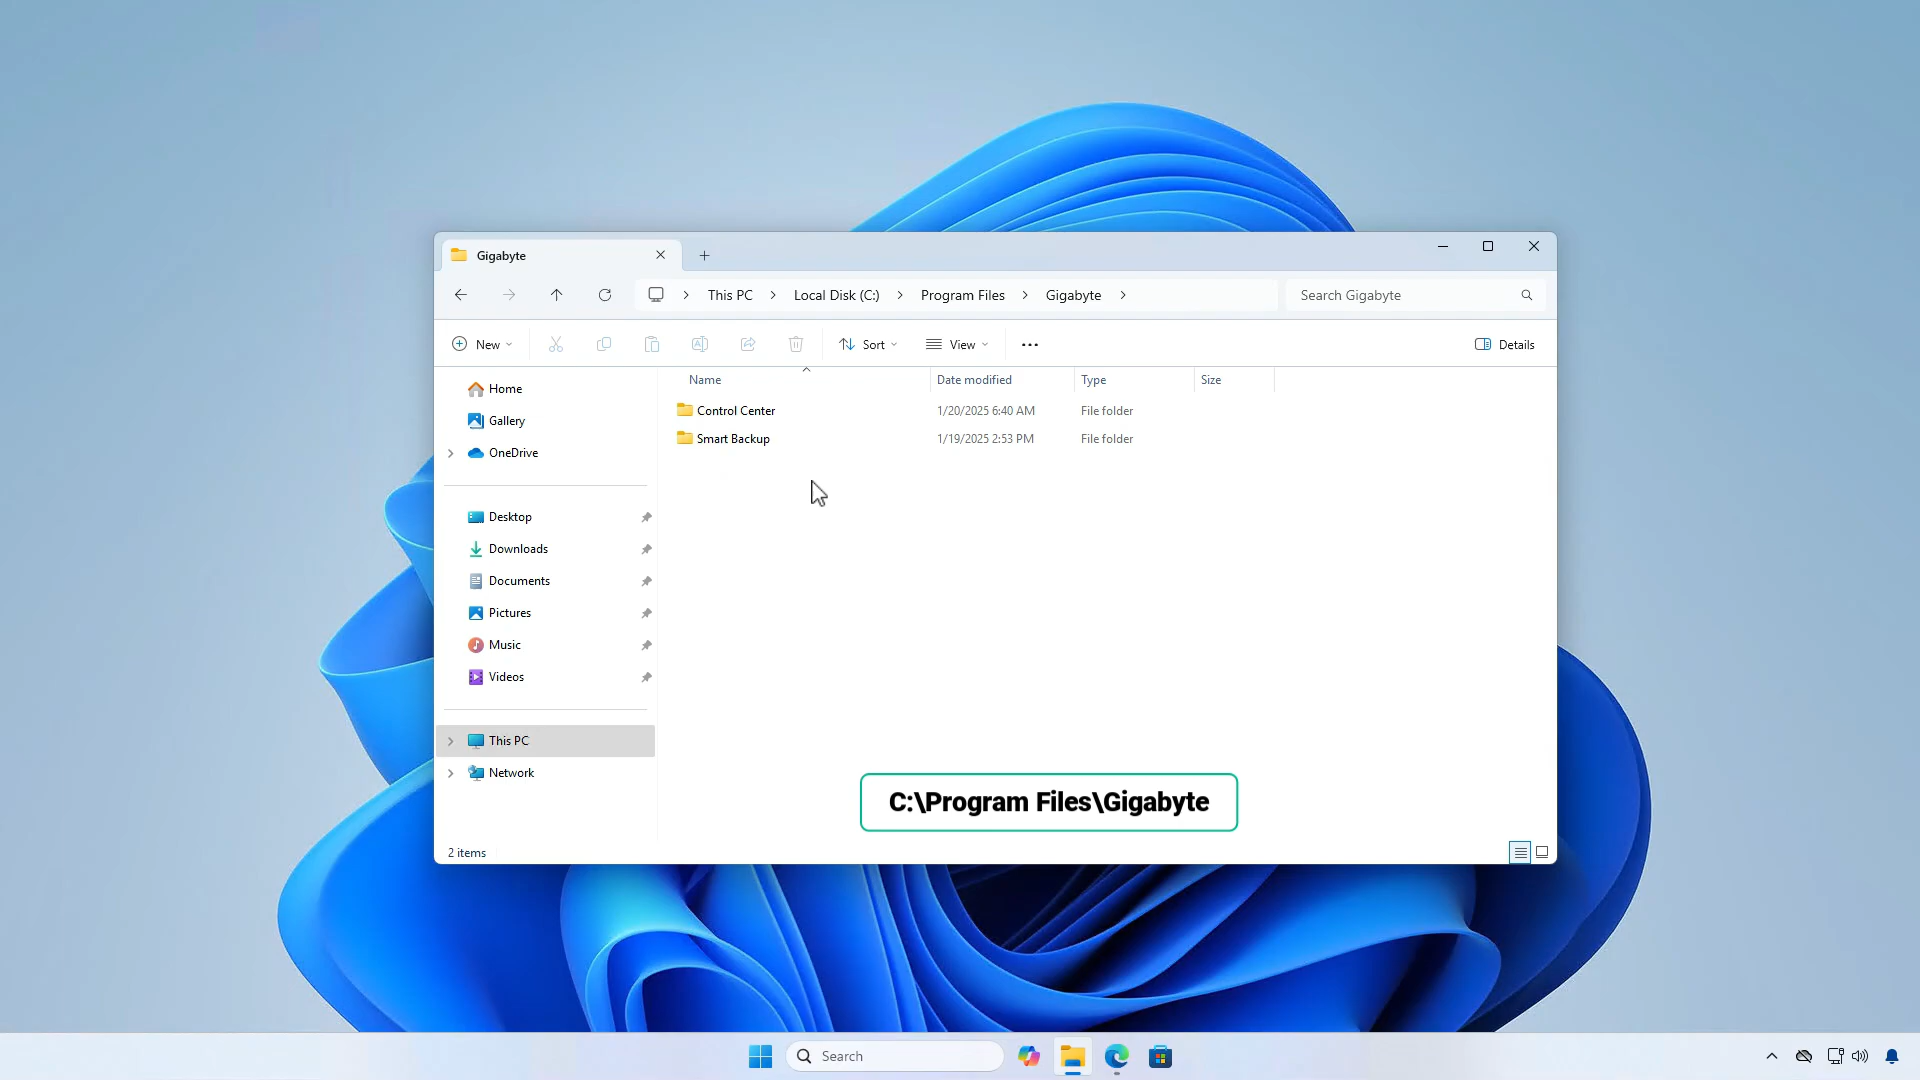 Gigabyte
This PC
Local Disk (C:)
Program Files
Gigabyte
Search Gigabyte
New
Sort
View
Details
Home
Gallery
OneDrive
Desktop
Downloads
Documents
Pictures
Music
Videos
This PC
Network
Name Date modified Type Size
Control Center 1/20/2025 6:40 AM File folder
Smart Backup 1/19/2025 2:53 PM File folder
C:\Program Files\Gigabyte
2 items
Search